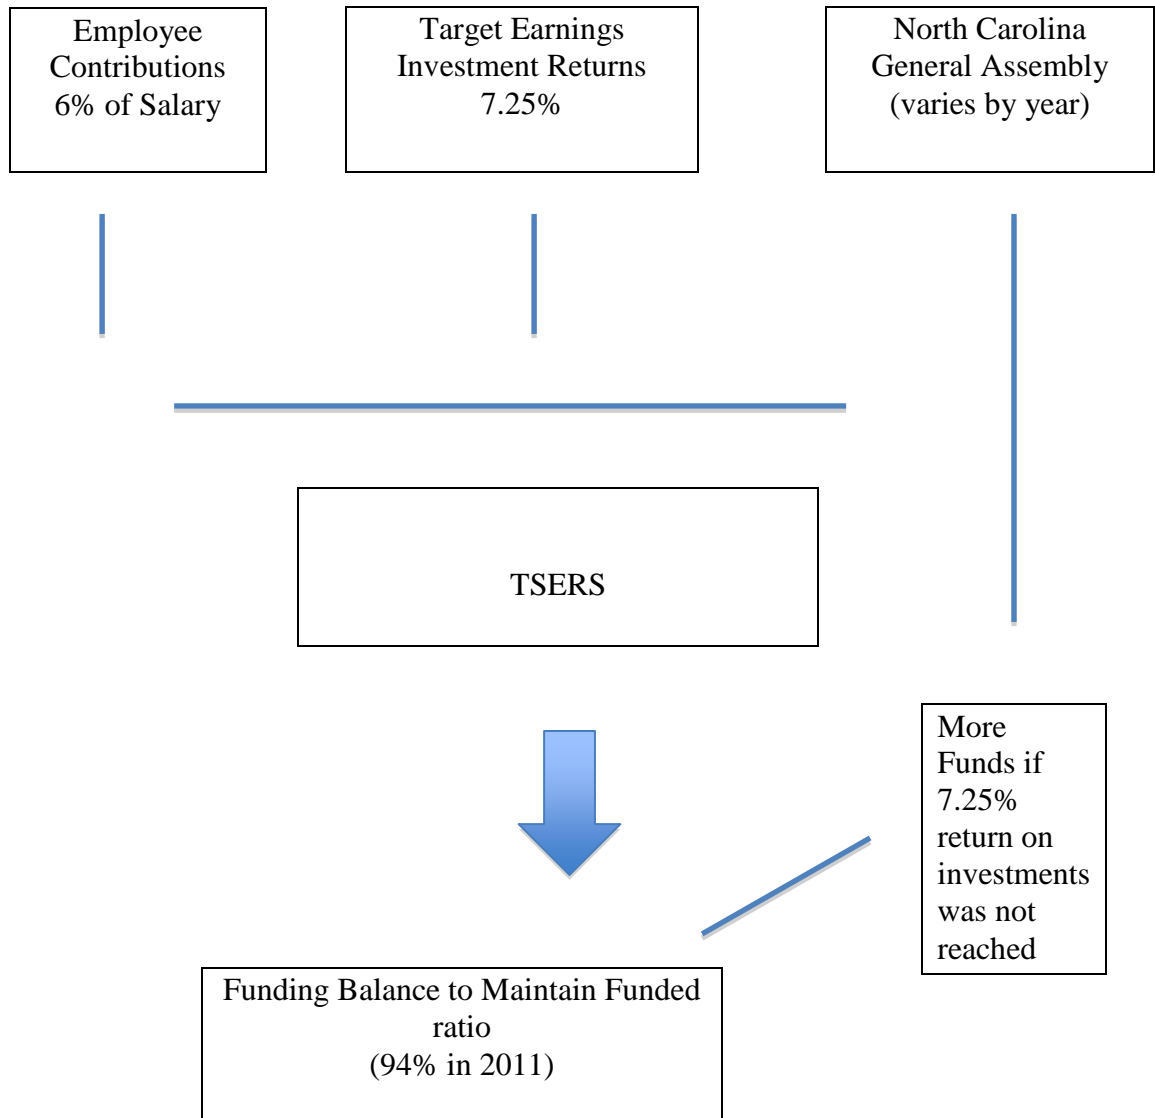 Employee
Contributions
6% of Salary
Target Earnings
Investment Returns
7.25%
North Carolina
General Assembly
(varies by year)
TSERS
More
Funds if
7.25%
return on
investments
was not
reached
Funding Balance to Maintain Funded
ratio
(94% in 2011)